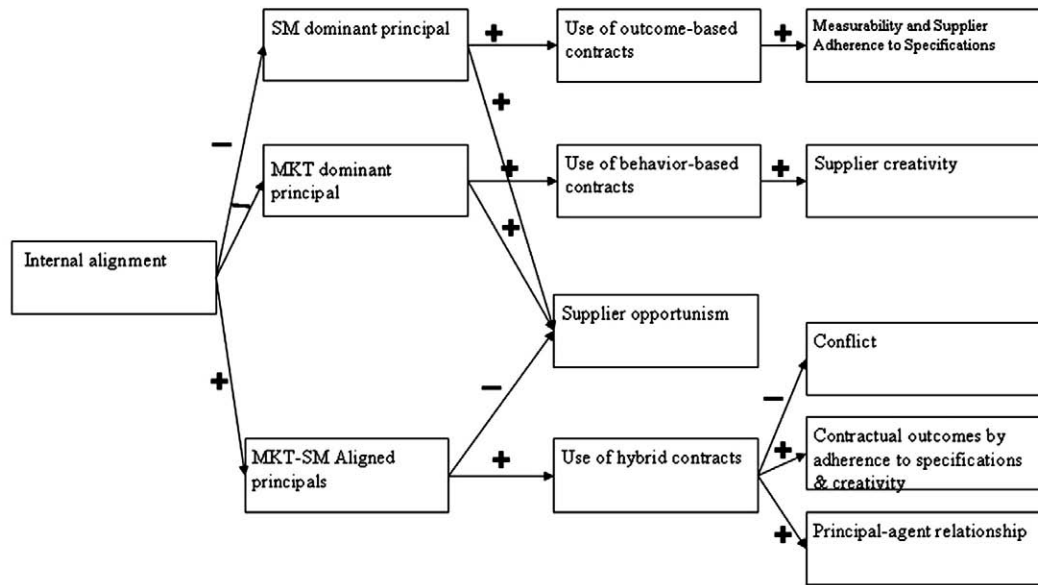 SM dominant principal
Use of outcome-based
contracts
Measurability and Supplier
Adherence to Specifications
MKT dominant
principal
Use of behavior-based
contracts
Supplier creativity
Internal alignment
Supplier opportunism
Conflict
MKT-SM Aligned
principals
Use of hybrid contracts
Contractual outcomes by
adherence to specifications
& creativity
Principal-agent relationship
+
+
+
+
+
+
−
−
+
−
+
−
+
+